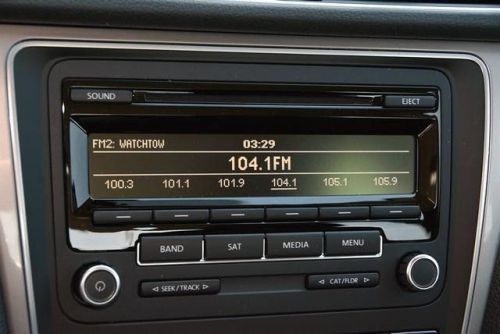 SOUND
EJECT
FM2: WATCHTOW 03:29
104.1FM
100.3 101.1 101.9 104.1 105.1 105.9
BAND SAT MEDIA MENU
SEEK / TRACK CAT/FLDR